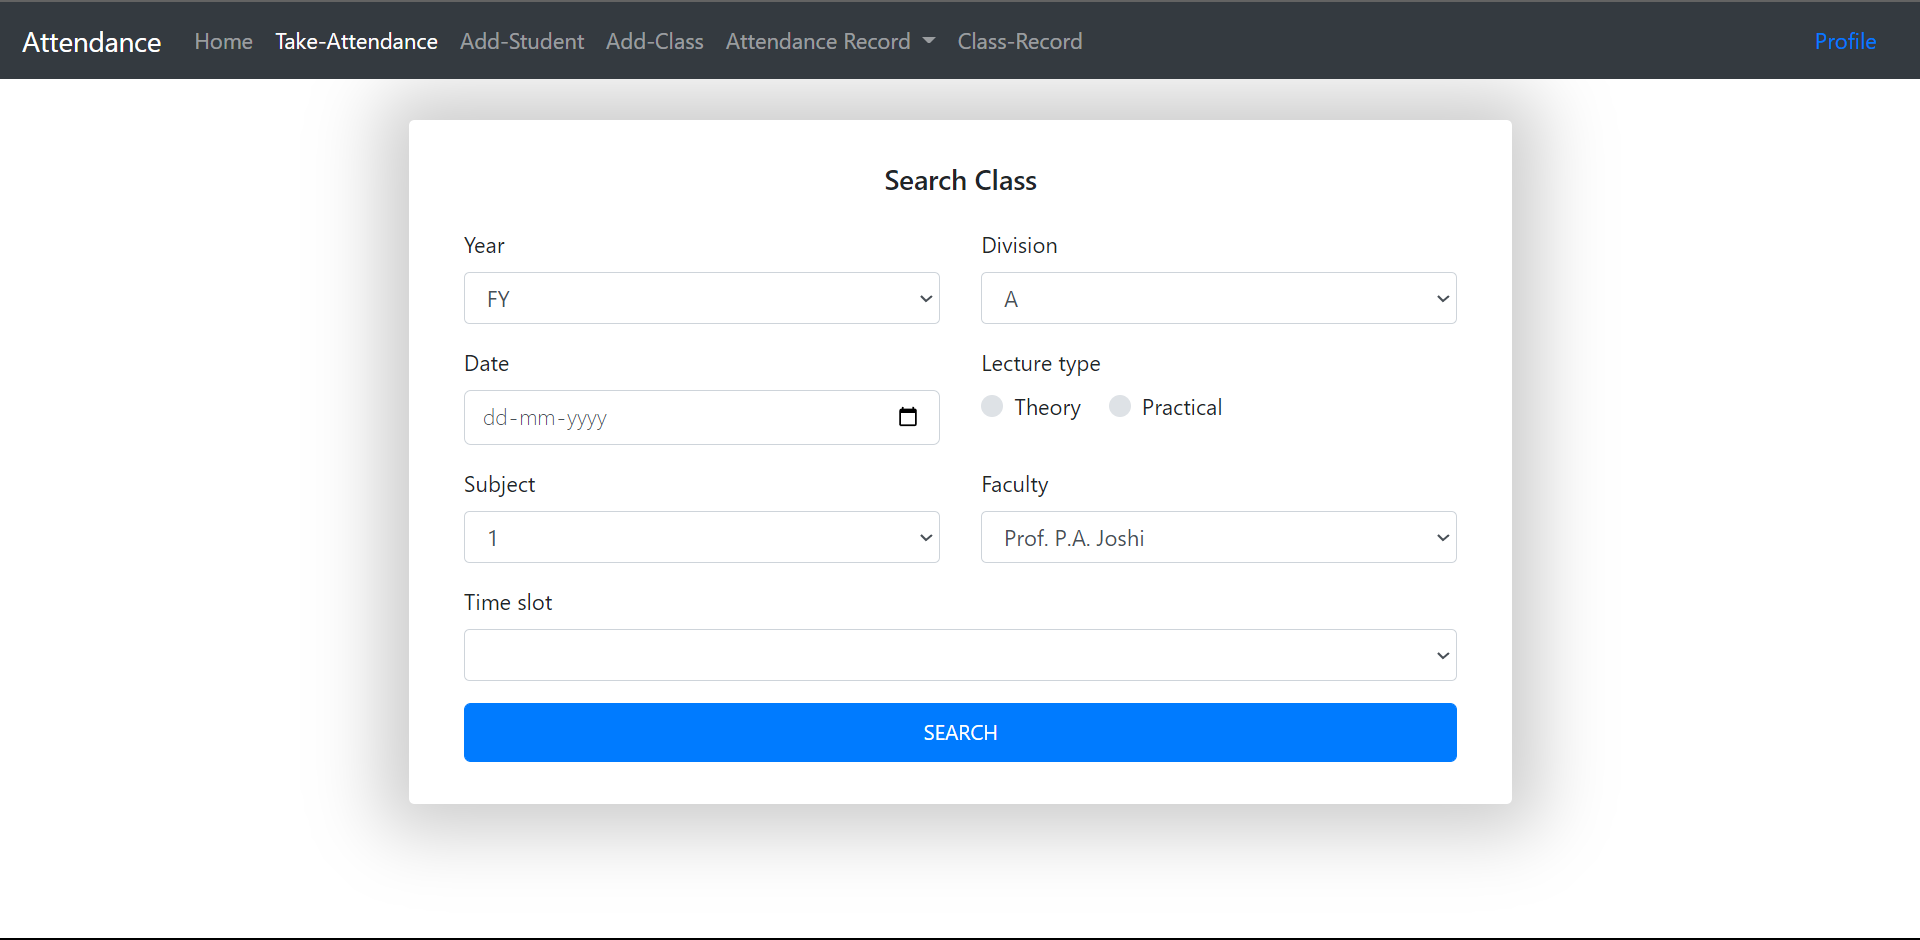 Attendance Home Take-Attendance Add-Student Add-Class Attendance Record Class-Record Profile
Search Class
Year Division
FY A
Date Lecture type
dd-mm-yyyy Theory Practical
Subject Faculty
1 Prof. P.A. Joshi
Time slot
SEARCH